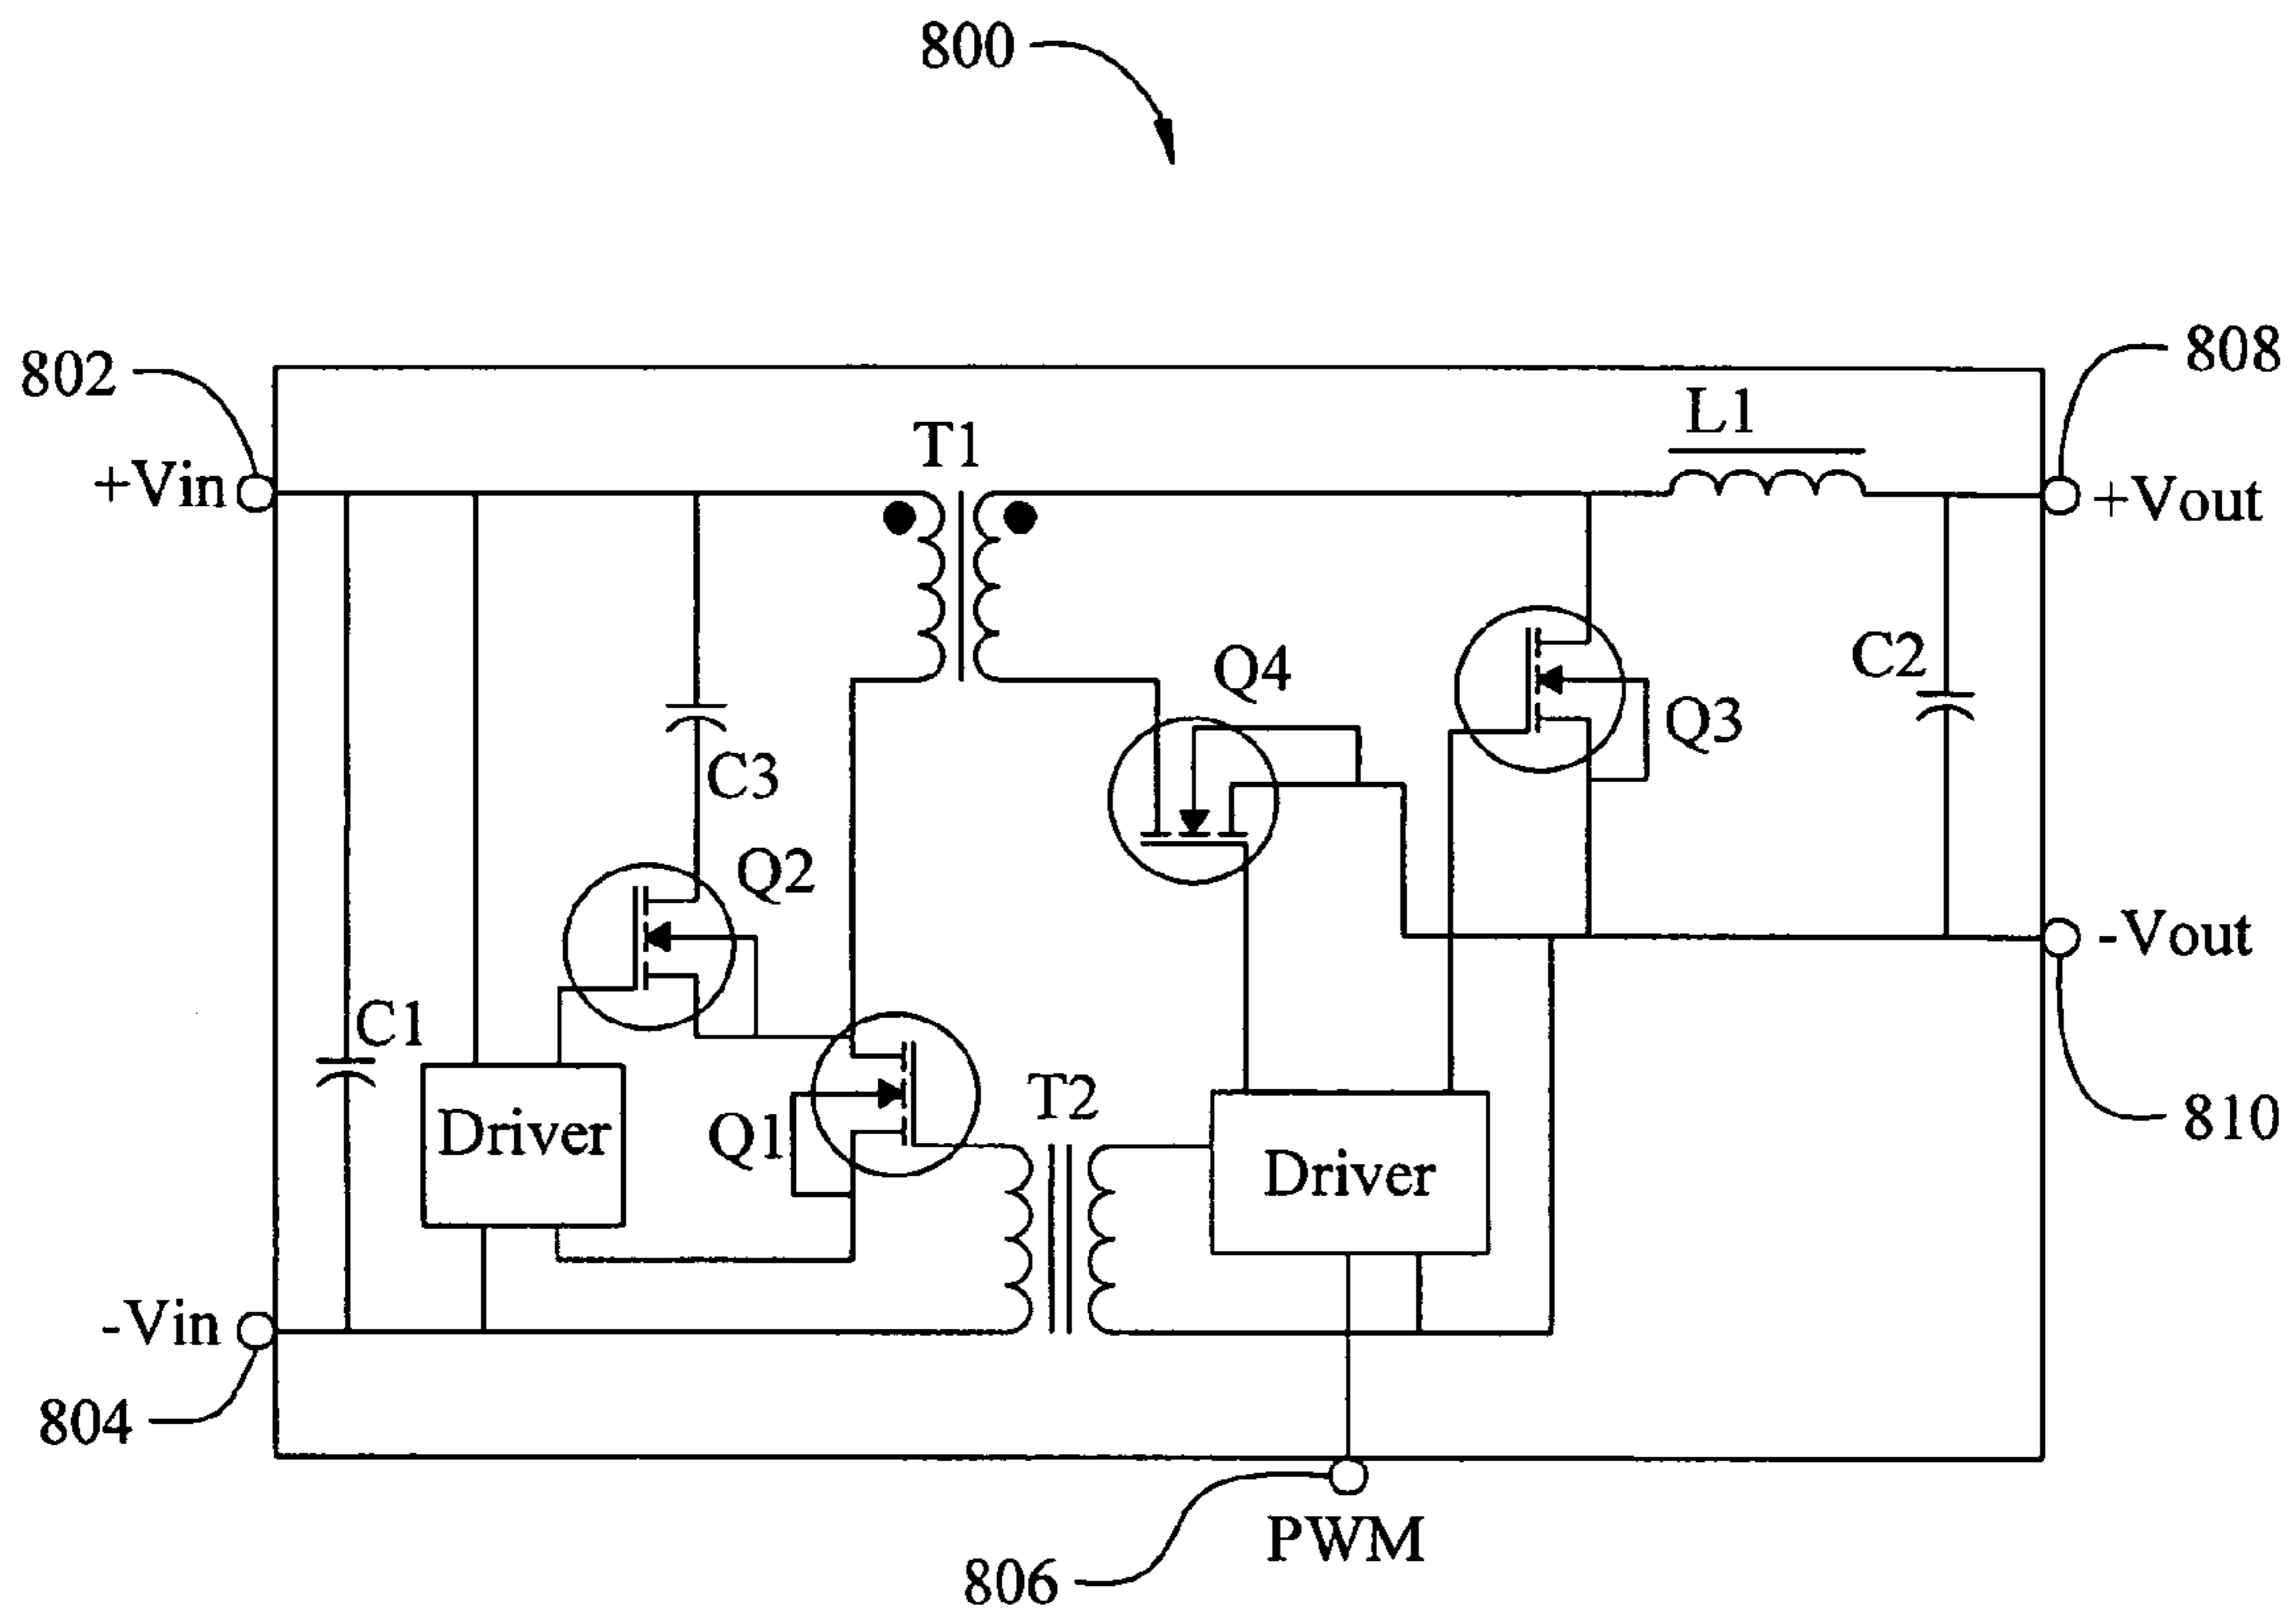 800
802
808
L1
T1
+Vin
+Vout
Q4
C2
Q3
C3
Q2
-Vout
C1
T2
Driver
Q1
810
Driver
-Vin
804
PWM
806